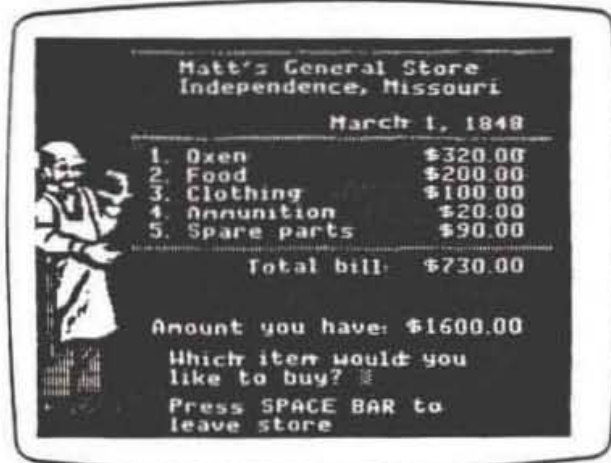 Matt's General Store
Independence, Missouri
March 1, 1848
1. Oxen $320.00
2. Food $200.00
3. Clothing $100.00
4. Ammunition $20.00
5. Spare parts $90.00
Total bill: $730.00
Amount you have: $1600.00
Which item would you
like to buy?
Press SPACE BAR to
leave store